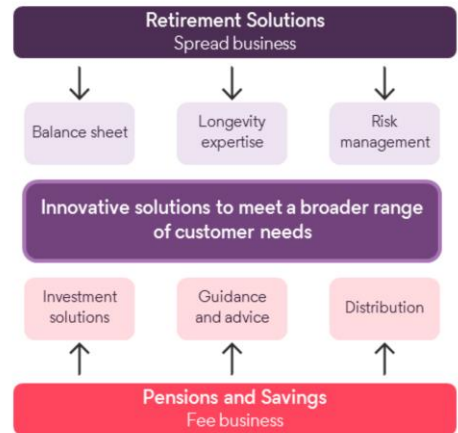 Retirement Solutions
Spread business
Balance sheet
Longevity
expertise
Risk
management
Innovative solutions to meet a broader range
of customer needs
Investment
solutions
Guidance
and advice
Distribution
Pensions and Savings
Fee business